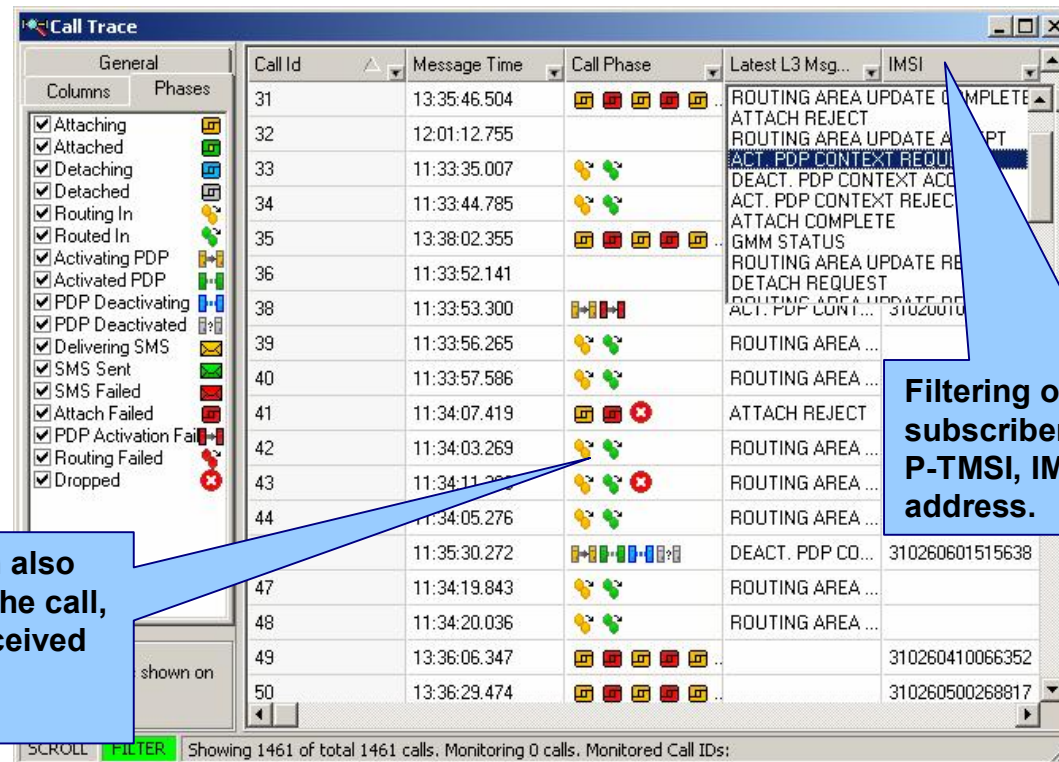 Call Trace
General
Columns Phases
Attaching
Attached
Detaching
Detached
Routing In
Routed In
Activating PDP
Activated PDP
PDP Deactivating
PDP Deactivated
Delivering SMS
SMS Sent
SMS Failed
Attach Failed
PDP Activation Fail
Routing Failed
Dropped
shown on
Call Id Message Time Call Phase Latest L3 Msg... IMSI
31 13:35:46.504 ...
32 12:01:12.755
33 11:33:35.007
34 11:33:44.785
35 13:38:02.355 ...
36 11:33:52.141
38 11:33:53.300 ACT. PDP CONT...
39 11:33:56.265 ROUTING AREA ...
40 11:33:57.586 ROUTING AREA ...
41 11:34:07.419 ATTACH REJECT
42 11:34:03.269 ROUTING AREA ...
43 ROUTING AREA ...
44 11:34:05.276 ROUTING AREA ...
11:35:30.272 DEACT. PDP CO... 310260601515638
47 11:34:19.843 ROUTING AREA ...
48 11:34:20.036 ROUTING AREA ...
49 13:36:06.347 ... 310260410066352
50 13:36:29.474 ... 310260500268817
ROUTING AREA UPDATE COMPLETE
ATTACH REJECT
ROUTING AREA UPDATE
ACT. PDP CONTEXT
DEACT. PDP CONTEXT
ACT. PDP CONTEXT REJEC
ATTACH COMPLETE
GMM STATUS
ROUTING AREA UPDATE
DETACH REQUEST
ROUTING AREA UPDATE
Filtering
subscriber
P-TMSI, IM
address.
also
he call,
ceived
SCROLL FILTER Showing 1461 of total 1461 calls. Monitoring 0 calls. Monitored Call IDs: